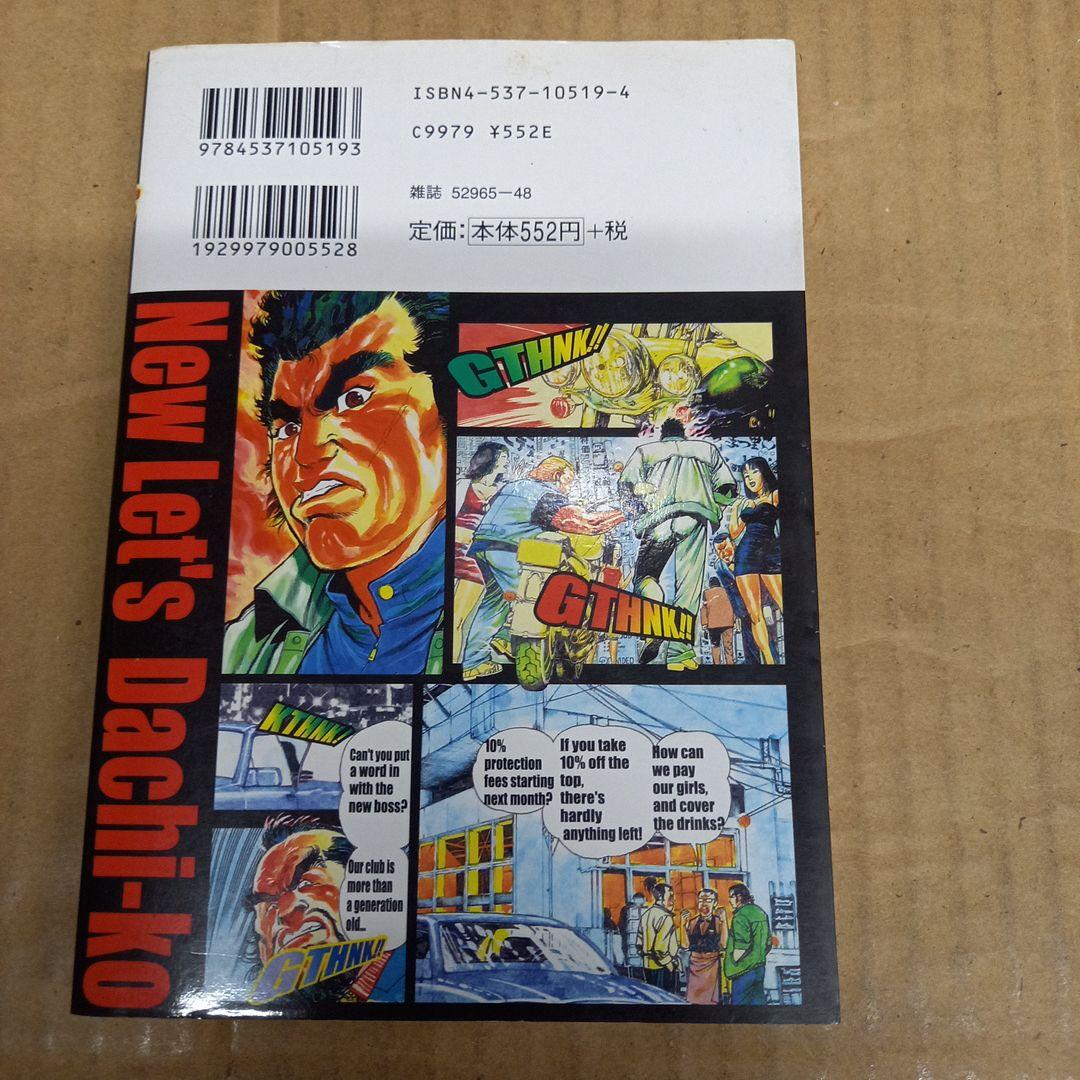 ISBN4-537-10519-4
C9979 ¥552E
9784537105193
雑誌 52965-48
定価: 本体552円+税
1929979005528
New Let's Dachi-ko
GTHNK!!
GTHNK!!
KTHNK!
Can't you put
a word in
with the
new boss?
Our club is
more than
a generation
old...
GTHNK!!
10%
protection
fees starting
next month?
If you take
10% off the
top,
there's
hardly
anything left!
How can
we pay
our girls,
and cover
the drinks?